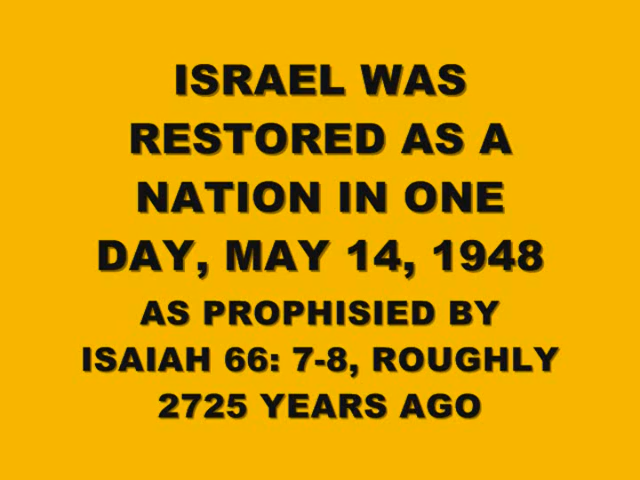 ISRAEL WAS
RESTORED AS A
NATION IN ONE
DAY, MAY 14, 1948
AS PROPHISIED BY
ISAIAH 66: 7-8, ROUGHLY
2725 YEARS AGO